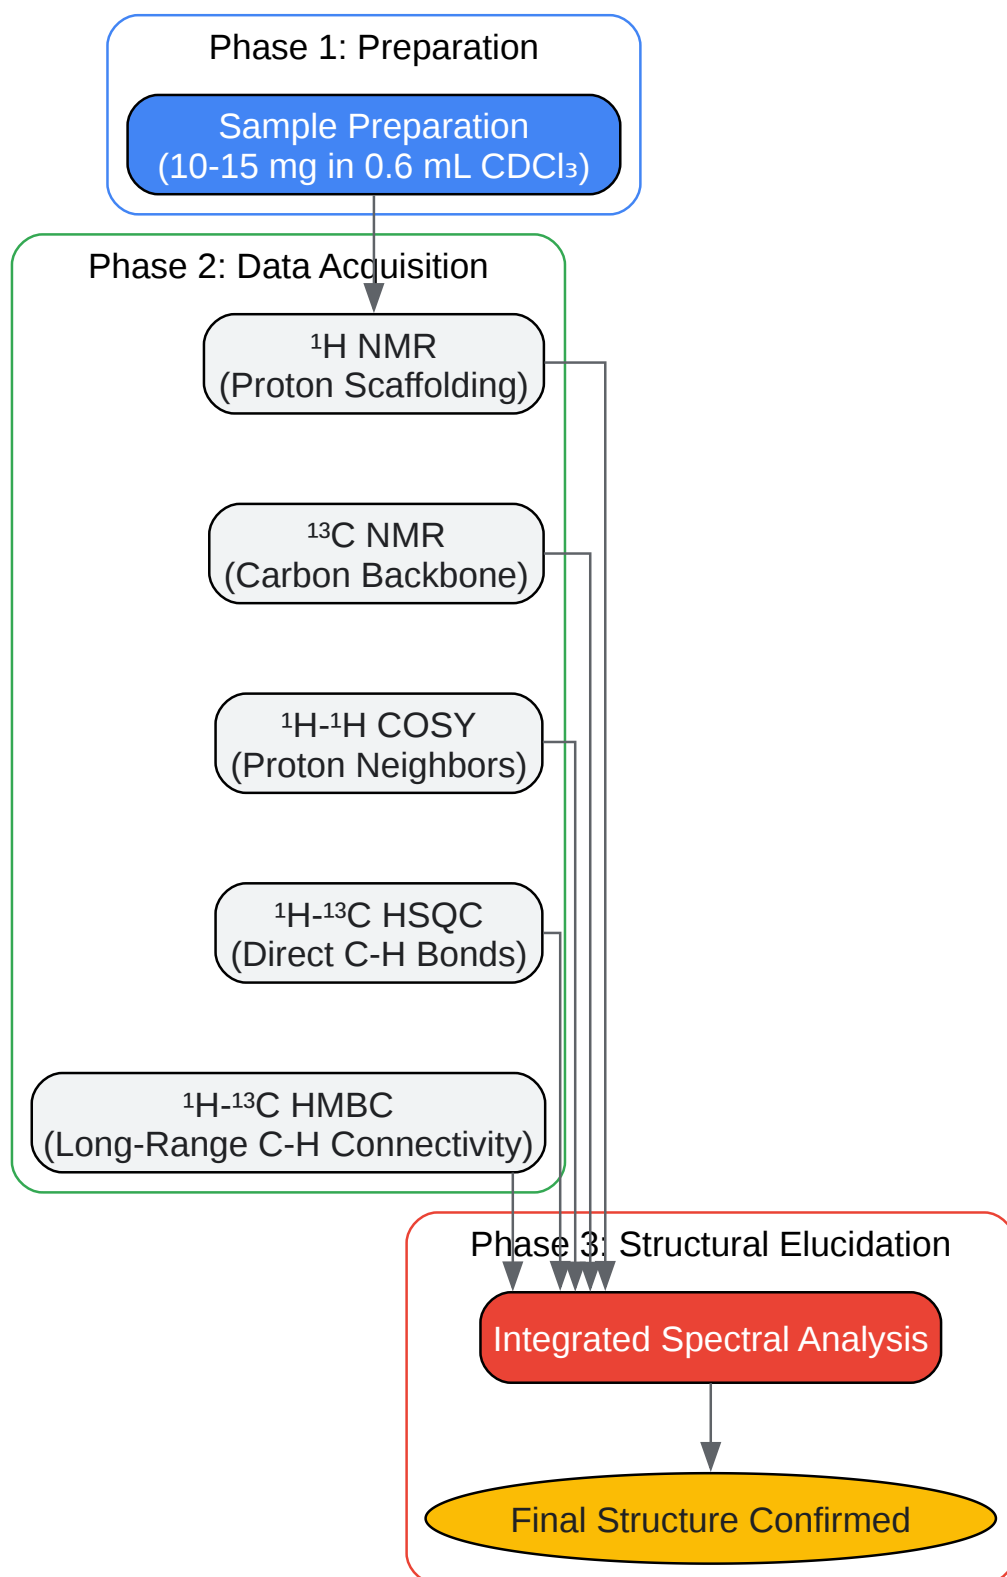 Phase 1: Preparation
Sample Preparation
(10-15 mg in 0.6 mL CDCl₃)
Phase 2: Data Acquisition
¹H NMR
(Proton Scaffolding)
¹³C NMR
(Carbon Backbone)
¹H-¹H COSY
(Proton Neighbors)
¹H-¹³C HSQC
(Direct C-H Bonds)
¹H-¹³C HMBC
(Long-Range C-H Connectivity)
Phase 3: Structural Elucidation
Integrated Spectral Analysis
Final Structure Confirmed